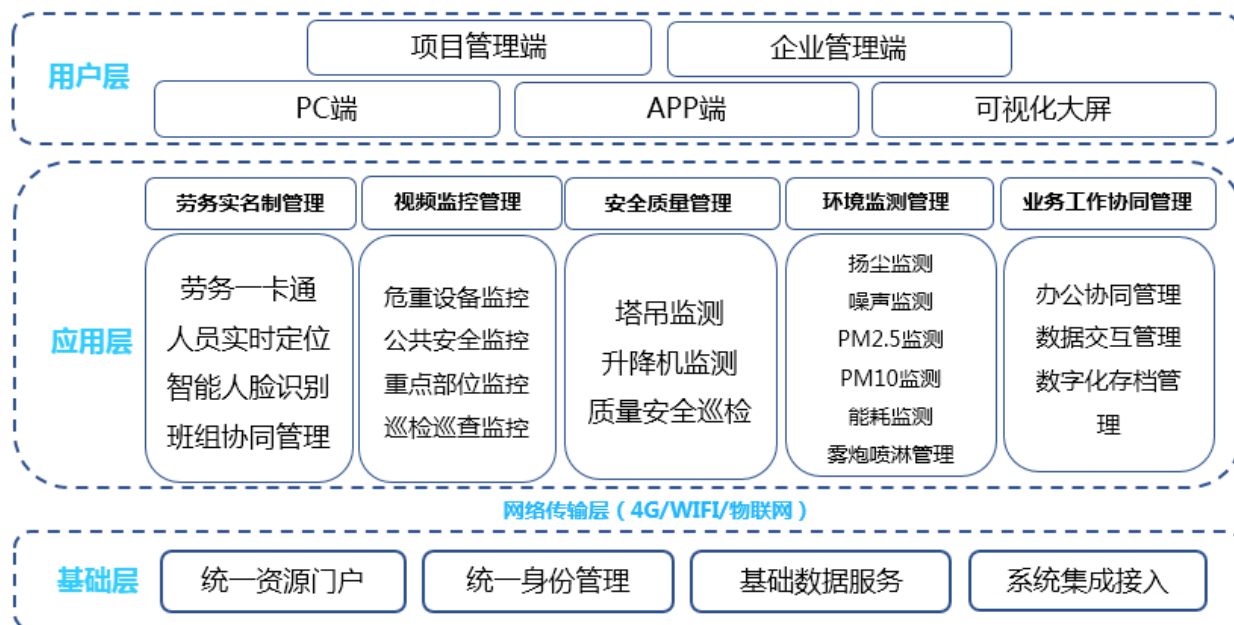 项目管理端
企业管理端
用户层
PC端
APP端
可视化大屏
劳务实名制管理
视频监控管理
安全质量管理
环境监测管理
业务工作协同管理
应用层
劳务一卡通
人员实时定位
智能人脸识别
班组协同管理
危重设备监控
公共安全监控
重点部位监控
巡检巡查监控
塔吊监测
升降机监测
质量安全巡检
扬尘监测
噪声监测
PM2.5监测
PM10监测
能耗监测
雾炮喷淋管理
办公协同管理
数据交互管理
数字化存档管
理
网络传输层（4G/WIFI/物联网）
基础层
统一资源门户
统一身份管理
基础数据服务
系统集成接入